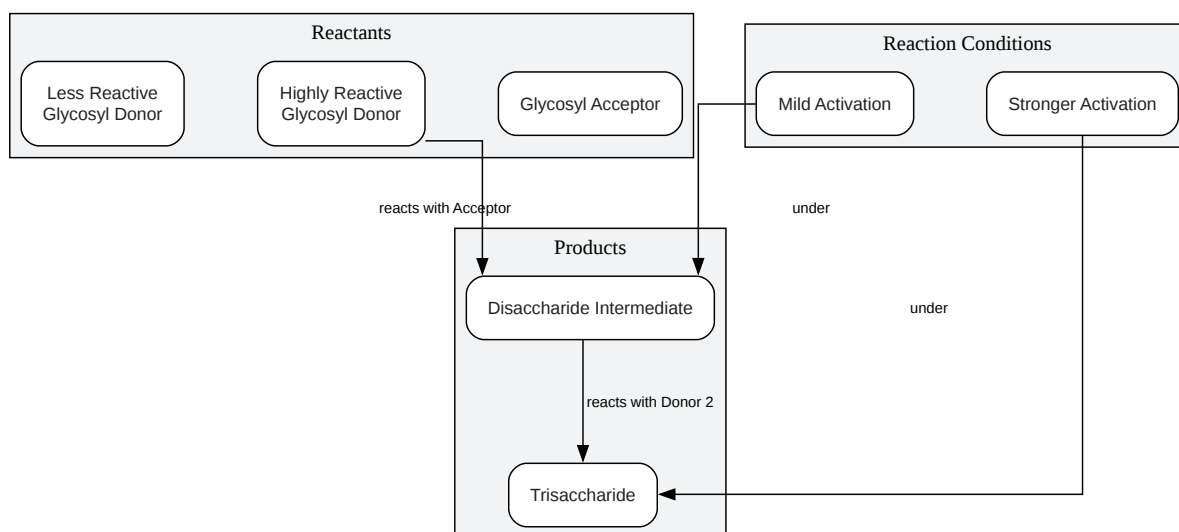 Reactants
Less Reactive
Glycosyl Donor
Highly Reactive
Glycosyl Donor
Glycosyl Acceptor
Reaction Conditions
Mild Activation
Stronger Activation
reacts with Acceptor
under
Products
Disaccharide Intermediate
under
reacts with Donor 2
Trisaccharide